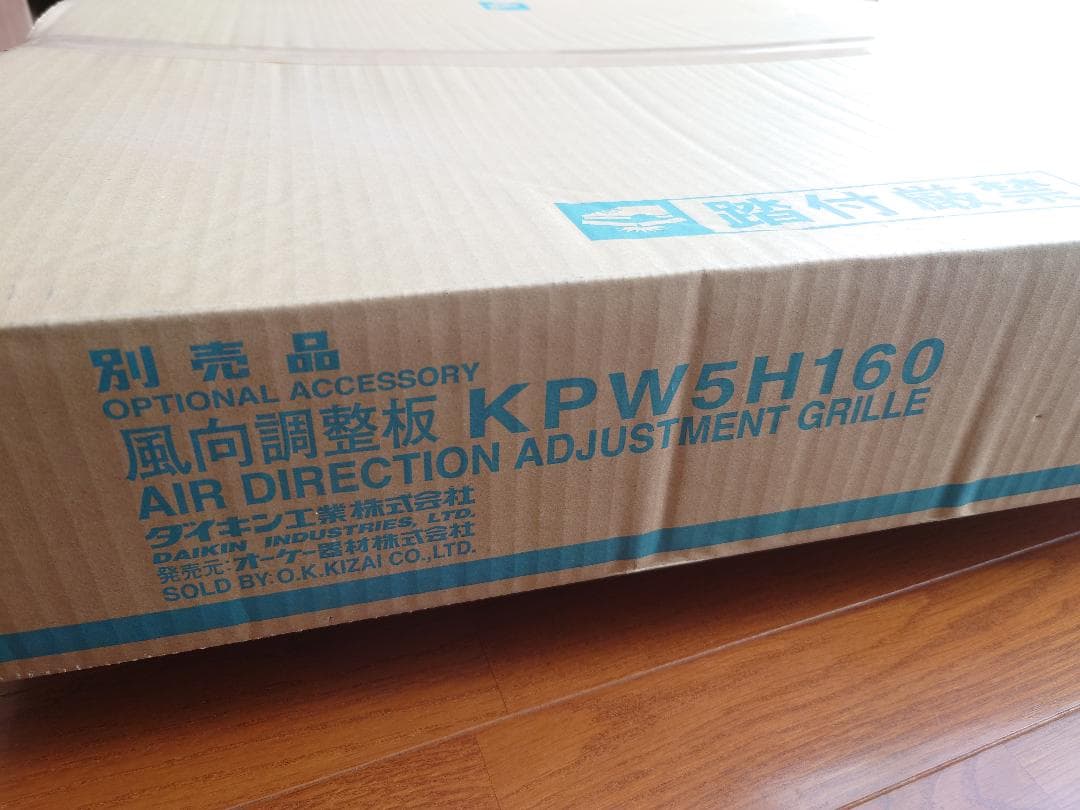 踏付厳禁
別売品
OPTIONAL ACCESSORY
風向調整板 KPW5H160
AIR DIRECTION ADJUSTMENT GRILLE
ダイキン工業株式会社
DAIKIN INDUSTRIES, LTD.
発売元:オーケー器材株式会社
SOLD BY:O.K.KIZAI CO.,LTD.